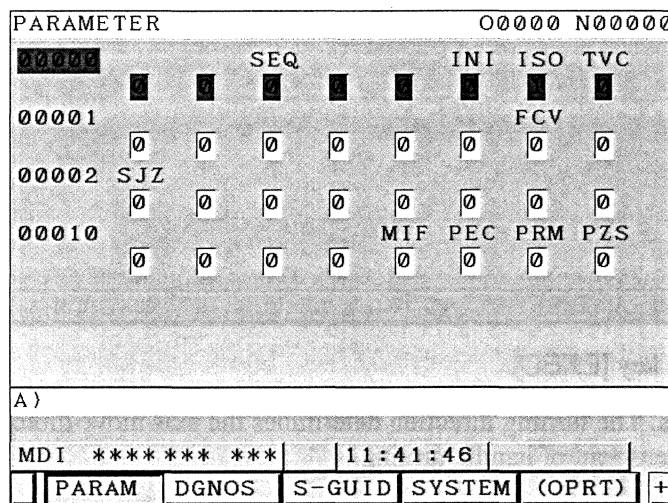 PARAMETER O0000 N00000
00000 SEQ INI ISO TVC
0 0 0 0 0 0 0
00001 FCV
0 0 0 0 0 0 0 0
00002 SJZ
0 0 0 0 0 0 0 0
00010 MIF PEC PRM PZS
0 0 0 0 0 0 0 0
A)
MDI **** *** *** 11:41:46
PARAM DGNOS S-GUID SYSTEM (OPRT) +